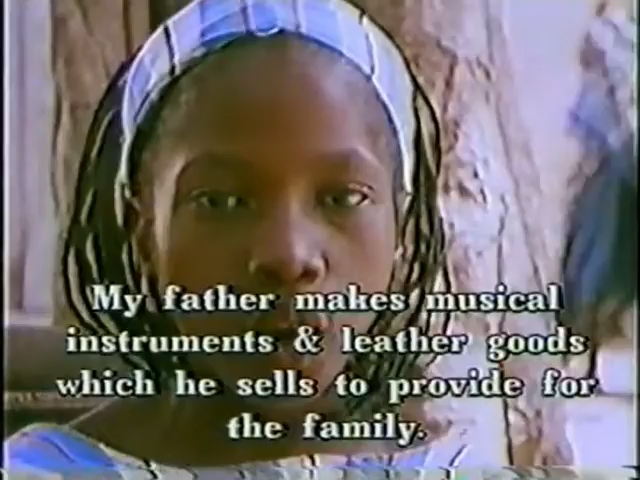 My father makes musical
instruments & leather goods
which he sells to provide for
the family.